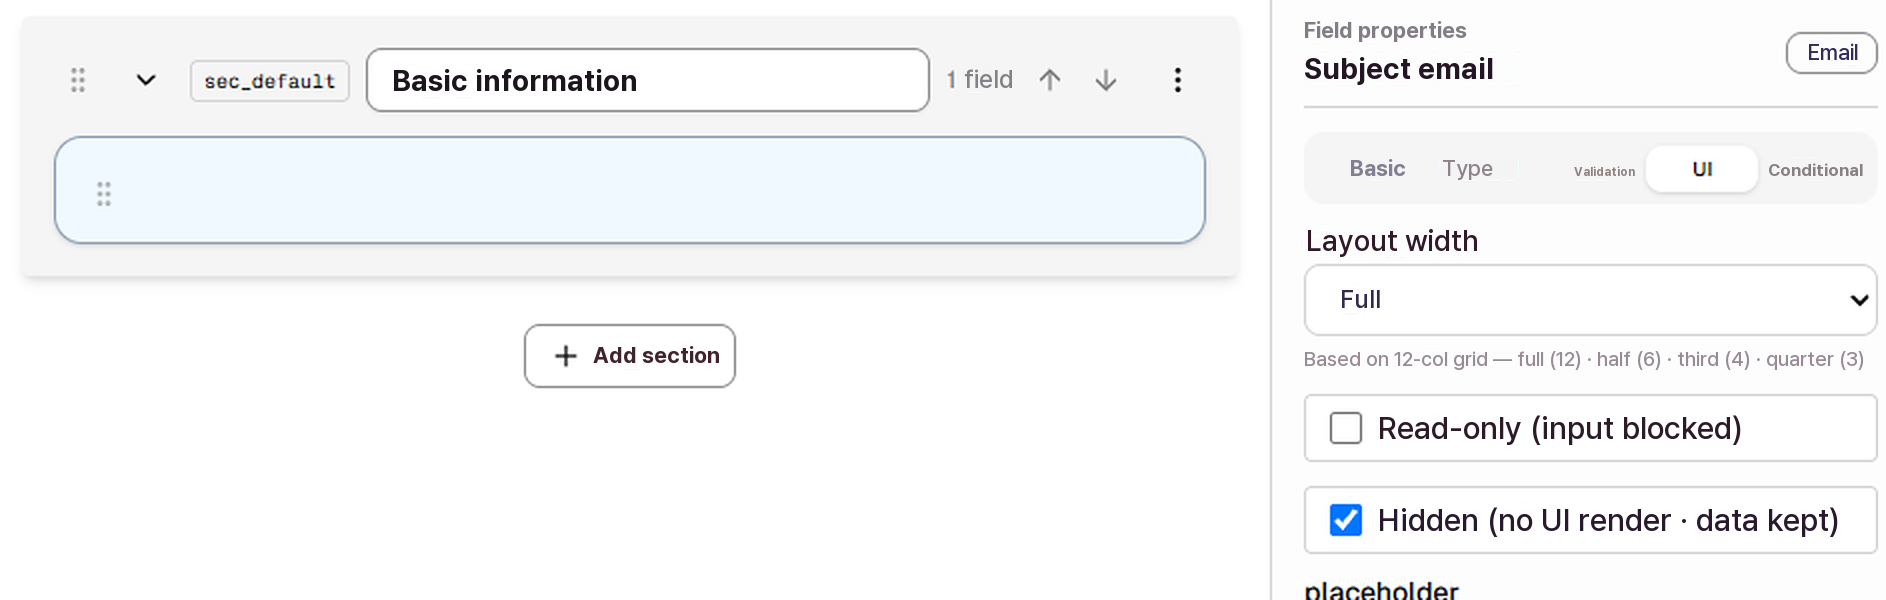 sec_default
Basic information
1 field
Add section
Field properties
Subject email
Email
Basic
Type
Validation
UI
Conditional
Layout width
Full
Based on 12-col grid — full (12) · half (6) · third (4) · quarter (3)
Read-only (input blocked)
Hidden (no UI render · data kept)
placeholder